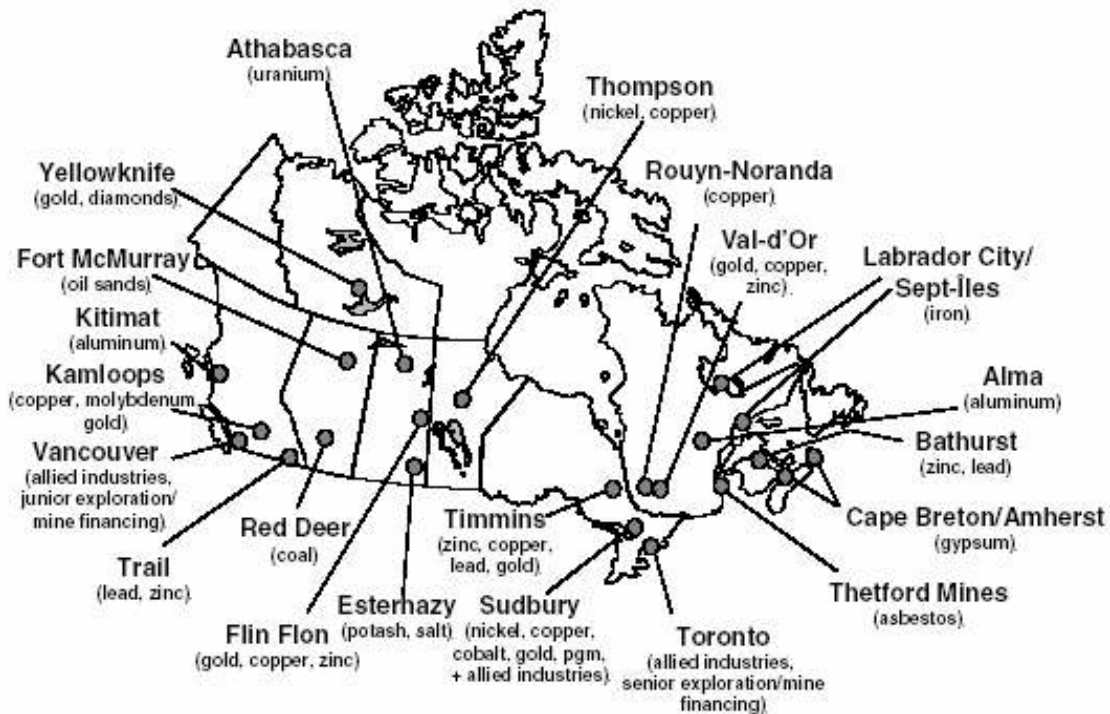 Athabasca
(uranium)
Thompson
(nickel, copper)
Yellowknife
(gold, diamonds)
Rouyn-Noranda
(copper)
Fort McMurray
(oil sands)
Val-d'Or
(gold, copper,
zinc)
Labrador City/
Sept-Îles
(iron)
Kitimat
(aluminum)
Kamloops
(copper, molybdenum
gold)
Alma
(aluminum)
Vancouver
(allied industries,
junior exploration/
mine financing)
Bathurst
(zinc, lead)
Red Deer
(coal)
Timmins
(zinc, copper,
lead, gold)
Cape Breton/Amherst
(gypsum)
Trail
(lead, zinc)
Thetford Mines
(asbestos)
Esterhazy
(potash, salt)
Sudbury
(nickel, copper,
cobalt, gold, pgm,
+ allied industries)
Flin Flon
(gold, copper, zinc)
Toronto
(allied industries,
senior exploration/mine
financing)